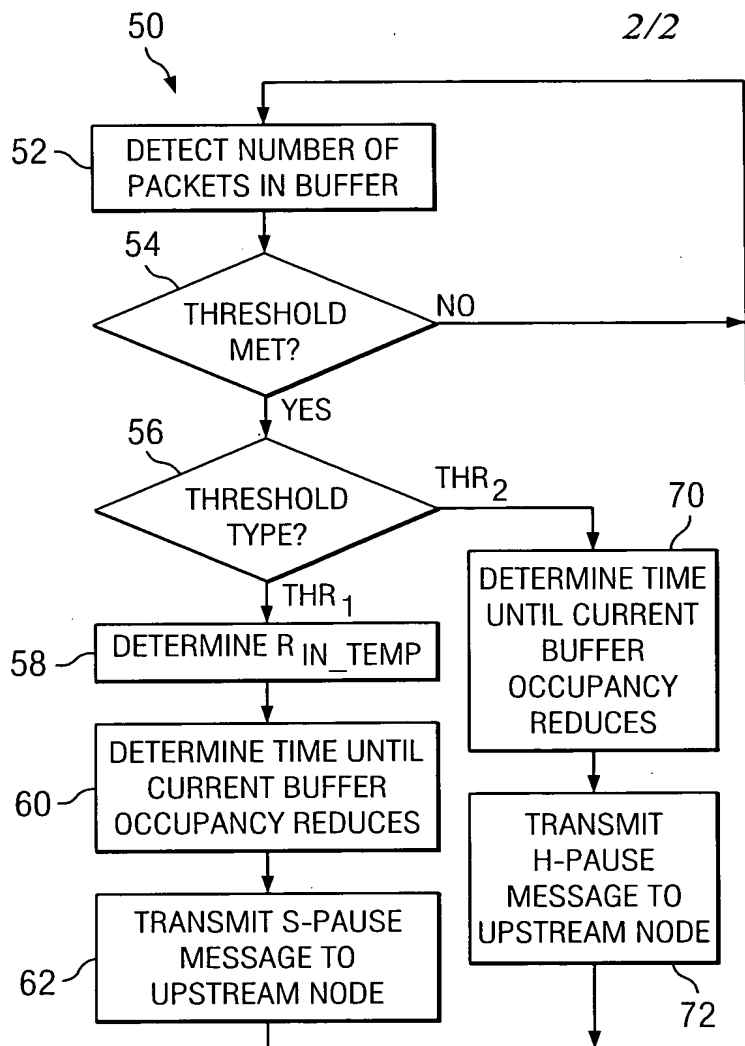 50
2/2
52
DETECT NUMBER OF
PACKETS IN BUFFER
54
THRESHOLD
MET?
NO
YES
56
THRESHOLD
TYPE?
THR2
THR1
70
DETERMINE TIME
UNTIL CURRENT
BUFFER
OCCUPANCY
REDUCES
58
DETERMINE R IN_TEMP
60
DETERMINE TIME UNTIL
CURRENT BUFFER
OCCUPANCY REDUCES
TRANSMIT
H-PAUSE
MESSAGE TO
UPSTREAM NODE
72
62
TRANSMIT S-PAUSE
MESSAGE TO
UPSTREAM NODE